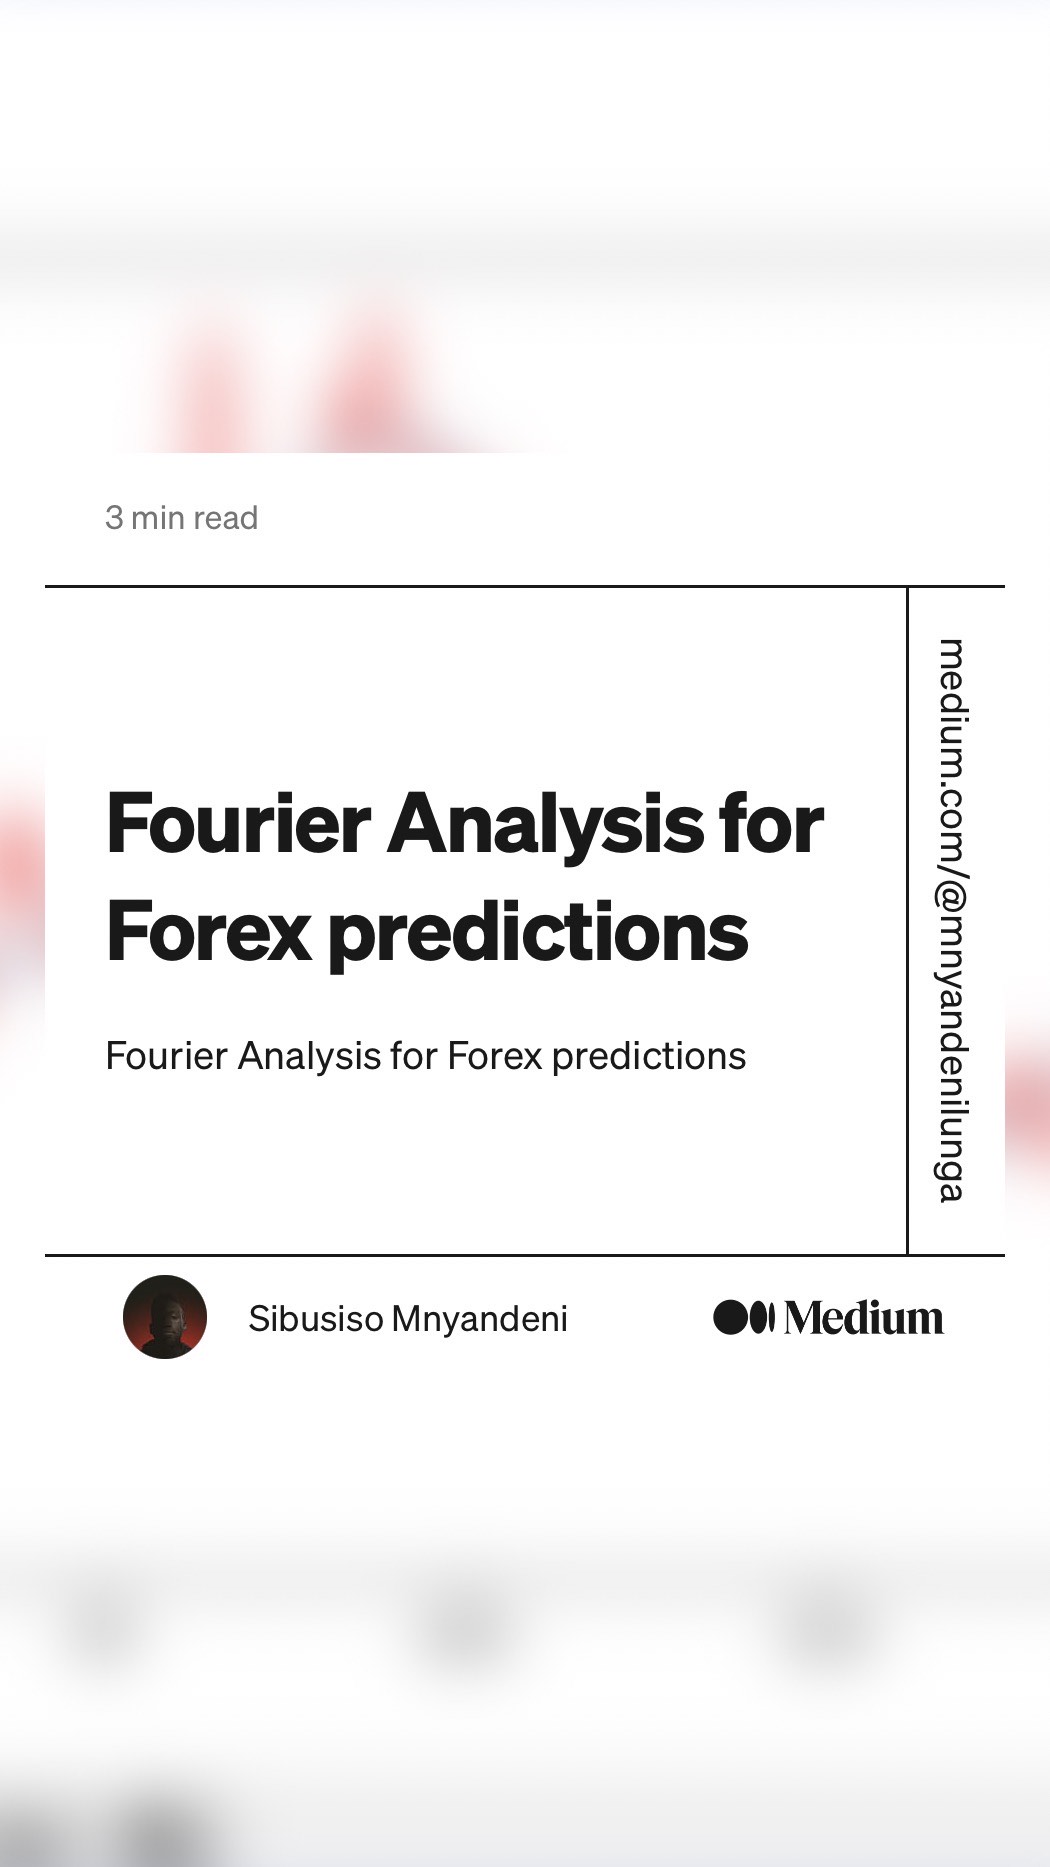 3 min read
Fourier Analysis for
Forex predictions
Fourier Analysis for Forex predictions
medium.com/@mnyandenilunga
Sibusiso Mnyandeni
Medium